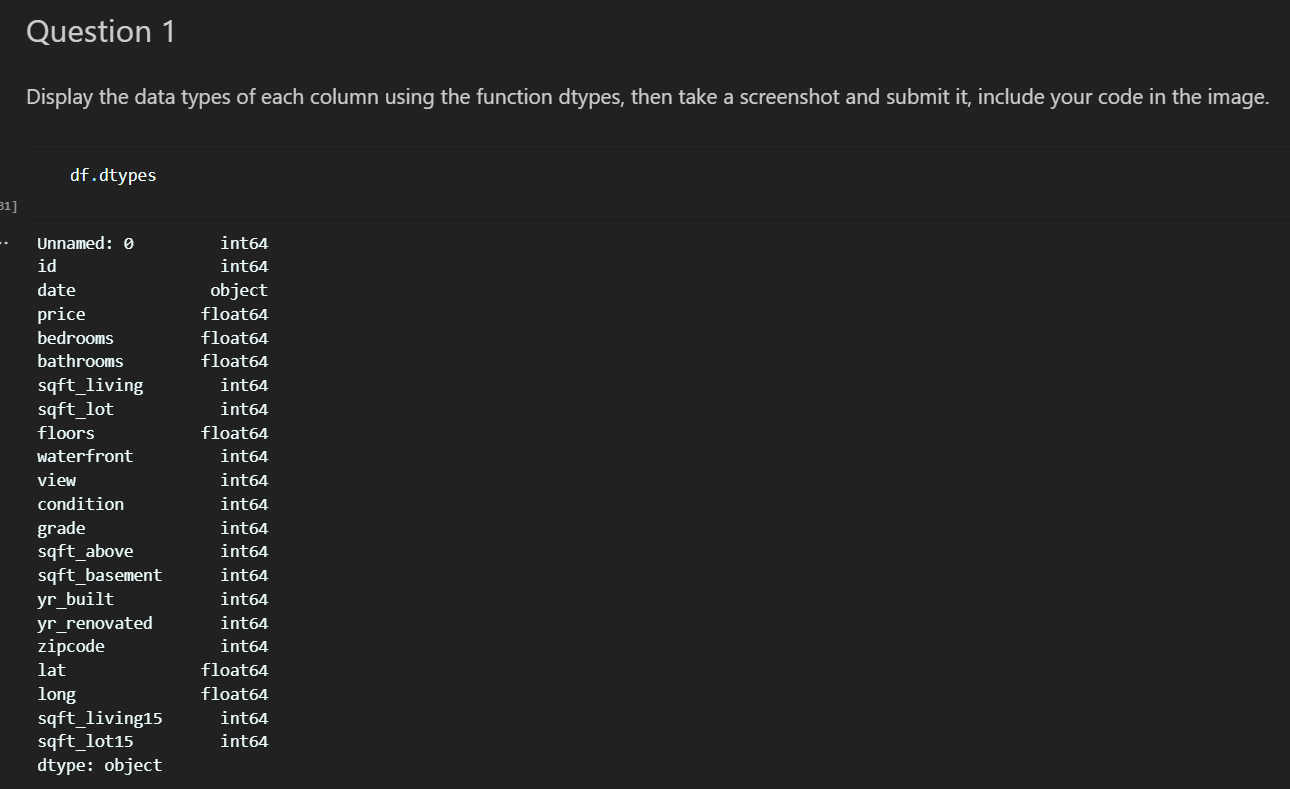 Question 1
Display the data types of each column using the function dtypes, then take a screenshot and submit it, include your code in the image.
df.dtypes
31]
..
Unnamed: 0 int64
id int64
date object
price float64
bedrooms float64
bathrooms float64
sqft_living int64
sqft_lot int64
floors float64
waterfront int64
view int64
condition int64
grade int64
sqft_above int64
sqft_basement int64
yr_built int64
yr_renovated int64
zipcode int64
lat float64
long float64
sqft_living15 int64
sqft_lot15 int64
dtype: object